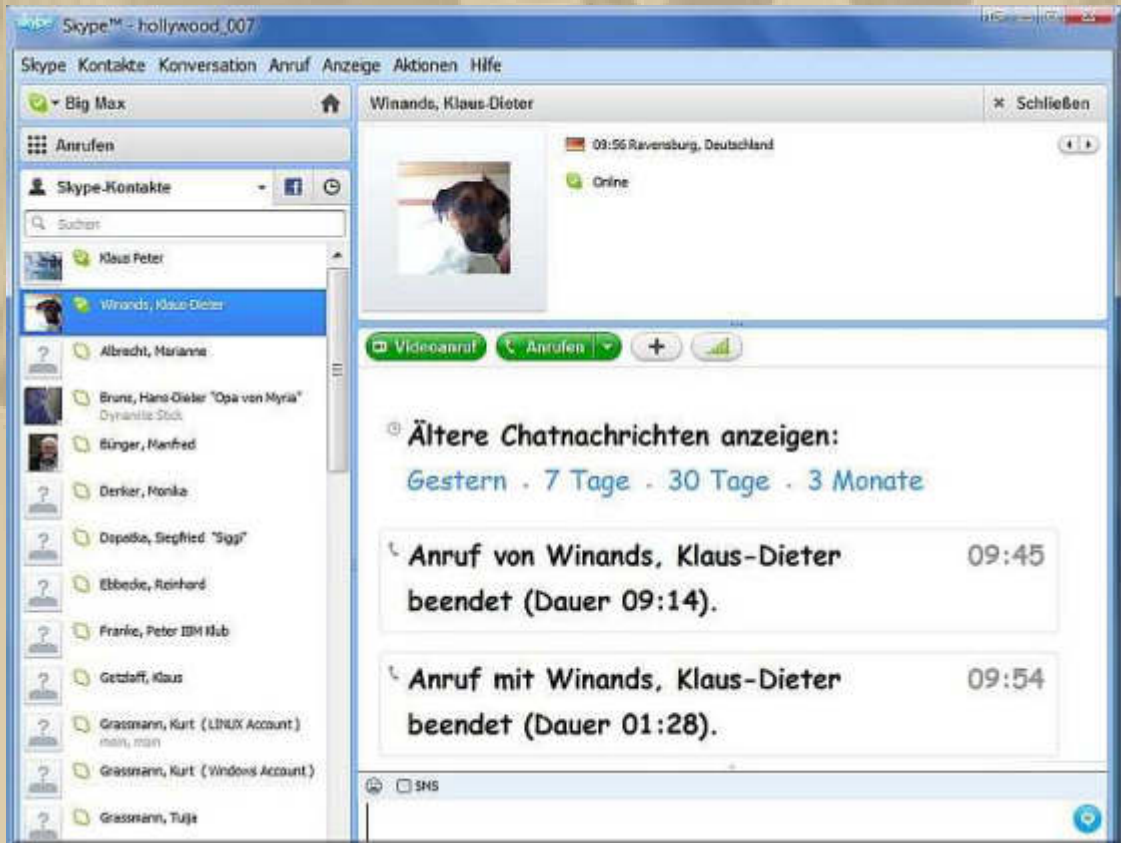 Skype™ - hollywood_007
Skype Kontakte Konversation Anruf Anzeige Aktionen Hilfe
Big Max
Anrufen
Skype-Kontakte
Suchen
Klaus Peter
Winands, Klaus-Dieter
Albrecht, Marianne
Bruns, Hans-Dieter "Opa von Myria"
Dynamite Stick
Bünger, Manfred
Denker, Monika
Dopatka, Siegfried "Siggi"
Ebbecke, Reinhard
Franke, Peter IBM Klub
Getzlaff, Klaus
Grassmann, Kurt (LINUX Account)
moin, moin
Grassmann, Kurt (Windows Account)
Grassmann, Tuija
Winands, Klaus-Dieter
× Schließen
09:56 Ravensburg, Deutschland
Online
Videoanruf
Anrufen
Ältere Chatnachrichten anzeigen:
Gestern . 7 Tage . 30 Tage . 3 Monate
Anruf von Winands, Klaus-Dieter 09:45
beendet (Dauer 09:14).
Anruf mit Winands, Klaus-Dieter 09:54
beendet (Dauer 01:28).
SMS